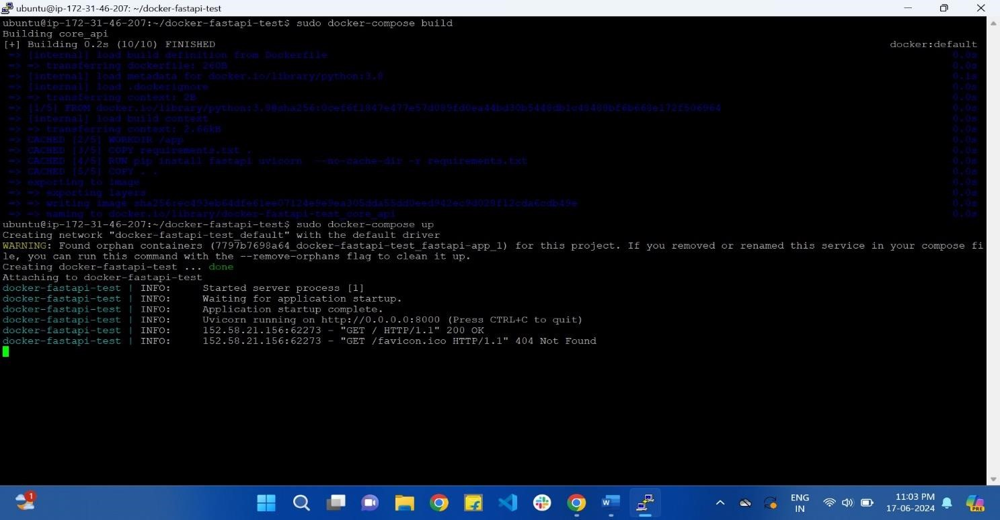 ubuntu@ip-172-31-46-207: ~/docker-fastapi-test
ubuntu@ip-172-31-46-207:~/docker-fastapi-test$ sudo docker-compose build
Building core_api
[+] Building 0.2s (10/10) FINISHED docker:default
=> [internal] load build definition from Dockerfile 0.0s
=> => transferring dockerfile: 260B 0.0s
=> [internal] load metadata for docker.io/library/python:3.8 0.1s
=> [internal] load .dockerignore 0.0s
=> => transferring context: 2B 0.0s
=> [1/5] FROM 0.0s
=> [internal] load build context 0.0s
=> => transferring context: 2.66kB 0.0s
=> CACHED [2/5] WORKDIR /app 0.0s
=> CACHED [3/5] COPY requirements.txt . 0.0s
=> CACHED [4/5] RUN pip install fastapi uvicorn --no-cache-dir -r requirements.txt 0.0s
=> CACHED [5/5] COPY . . 0.0s
=> exporting to image 0.0s
=> => exporting layers 0.0s
=> => writing image 0.0s
=> => naming to docker.io/library/docker-fastapi-test_core_api 0.0s
ubuntu@ip-172-31-46-207:~/docker-fastapi-test$ sudo docker-compose up
Creating network "docker-fastapi-test_default" with the default driver
WARNING: Found orphan containers (7797b7698a64_docker-fastapi-test_fastapi-app_1) for this project. If you removed or renamed this service in your compose fi
le, you can run this command with the --remove-orphans flag to clean it up.
Creating docker-fastapi-test ... done
Attaching to docker-fastapi-test
docker-fastapi-test | INFO: Started server process [1]
docker-fastapi-test | INFO: Waiting for application startup.
docker-fastapi-test | INFO: Application startup complete.
docker-fastapi-test | INFO: Uvicorn running on http://0.0.0.0:8000 (Press CTRL+C to quit)
docker-fastapi-test | INFO: 152.58.21.156:62273 - "GET / HTTP/1.1" 200 OK
docker-fastapi-test | INFO: 152.58.21.156:62273 - "GET /favicon.ico HTTP/1.1" 404 Not Found
1
ENG
IN
11:03 PM
17-06-2024
PRE